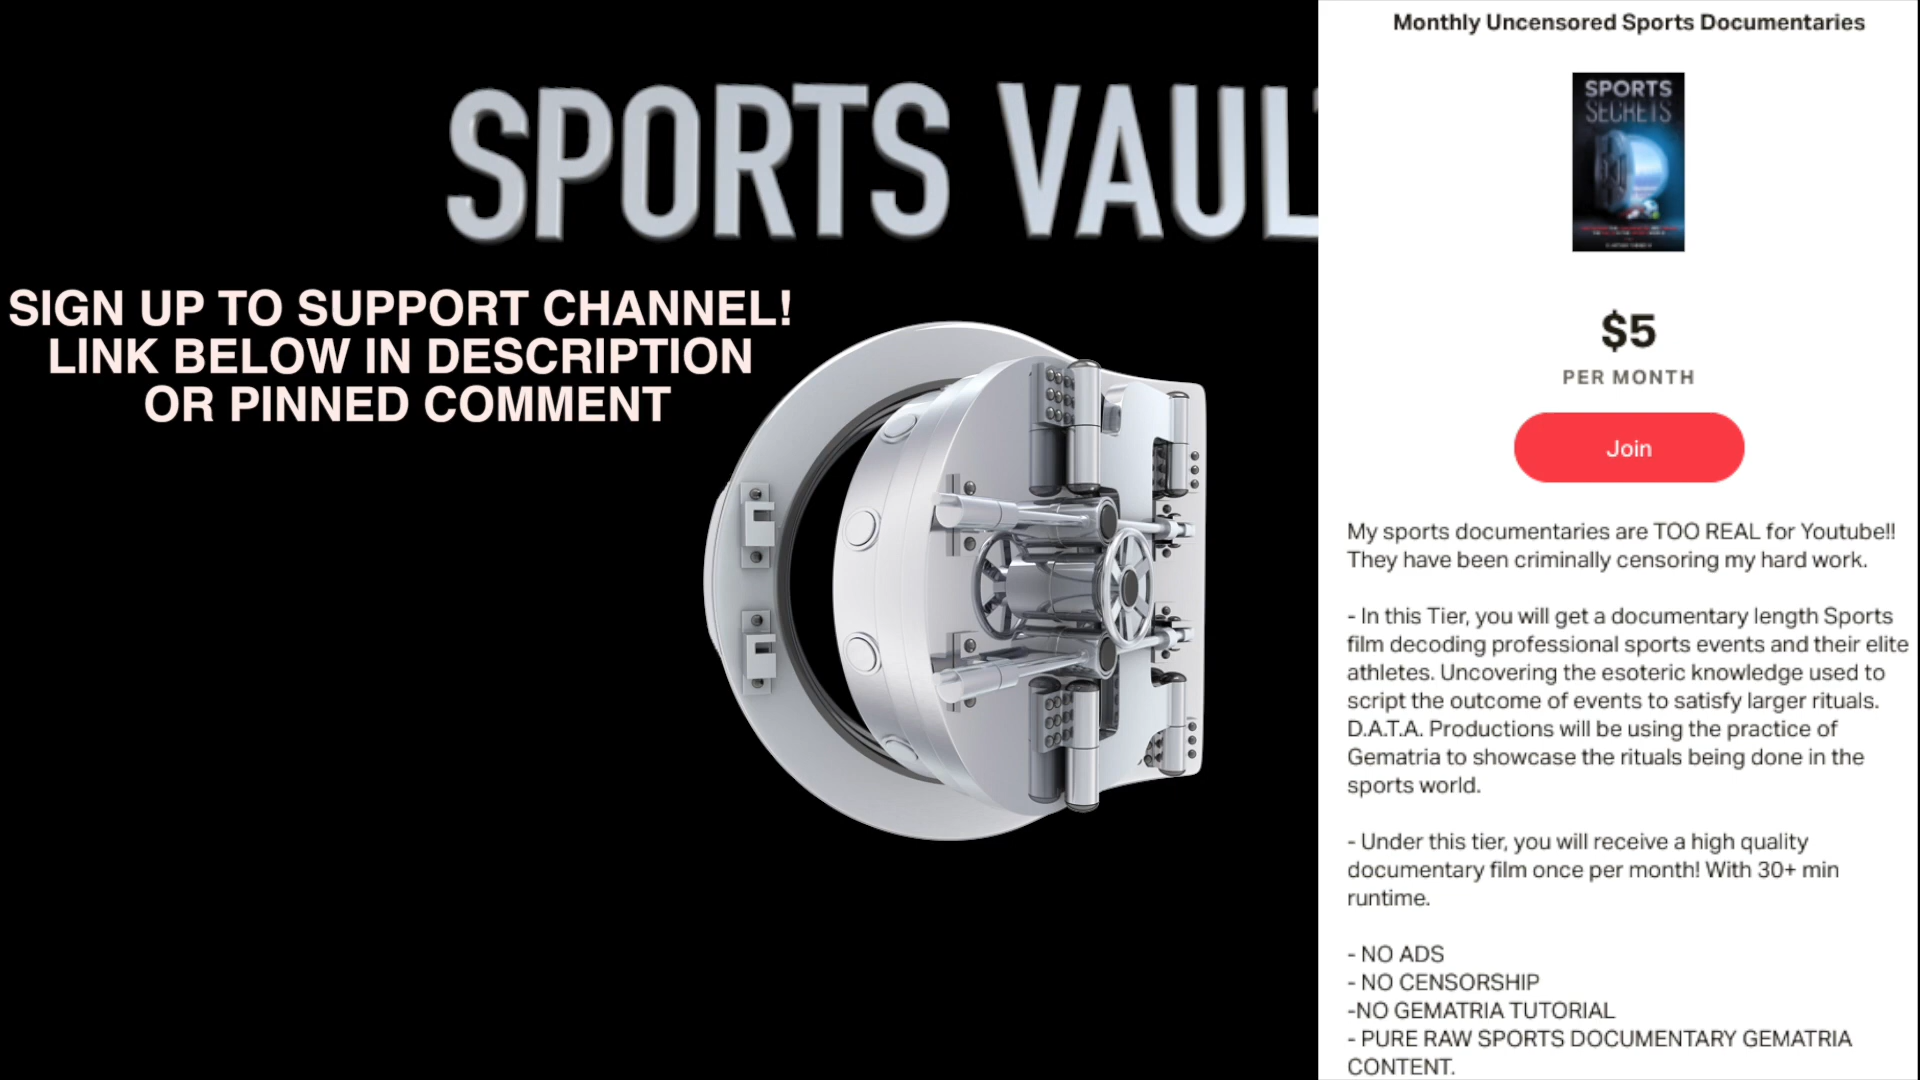 SPORTS VAUL
SIGN UP TO SUPPORT CHANNEL!
LINK BELOW IN DESCRIPTION
OR PINNED COMMENT
Monthly Uncensored Sports Documentaries
SPORTS
SECRETS
$5
PER MONTH
Join
My sports documentaries are TOO REAL for Youtube!!
They have been criminally censoring my hard work.
- In this Tier, you will get a documentary length Sports
film decoding professional sports events and their elite
athletes. Uncovering the esoteric knowledge used to
script the outcome of events to satisfy larger rituals.
D.A.T.A. Productions will be using the practice of
Gematria to showcase the rituals being done in the
sports world.
- Under this tier, you will receive a high quality
documentary film once per month! With 30+ min
runtime.
- NO ADS
- NO CENSORSHIP
-NO GEMATRIA TUTORIAL
- PURE RAW SPORTS DOCUMENTARY GEMATRIA
CONTENT.